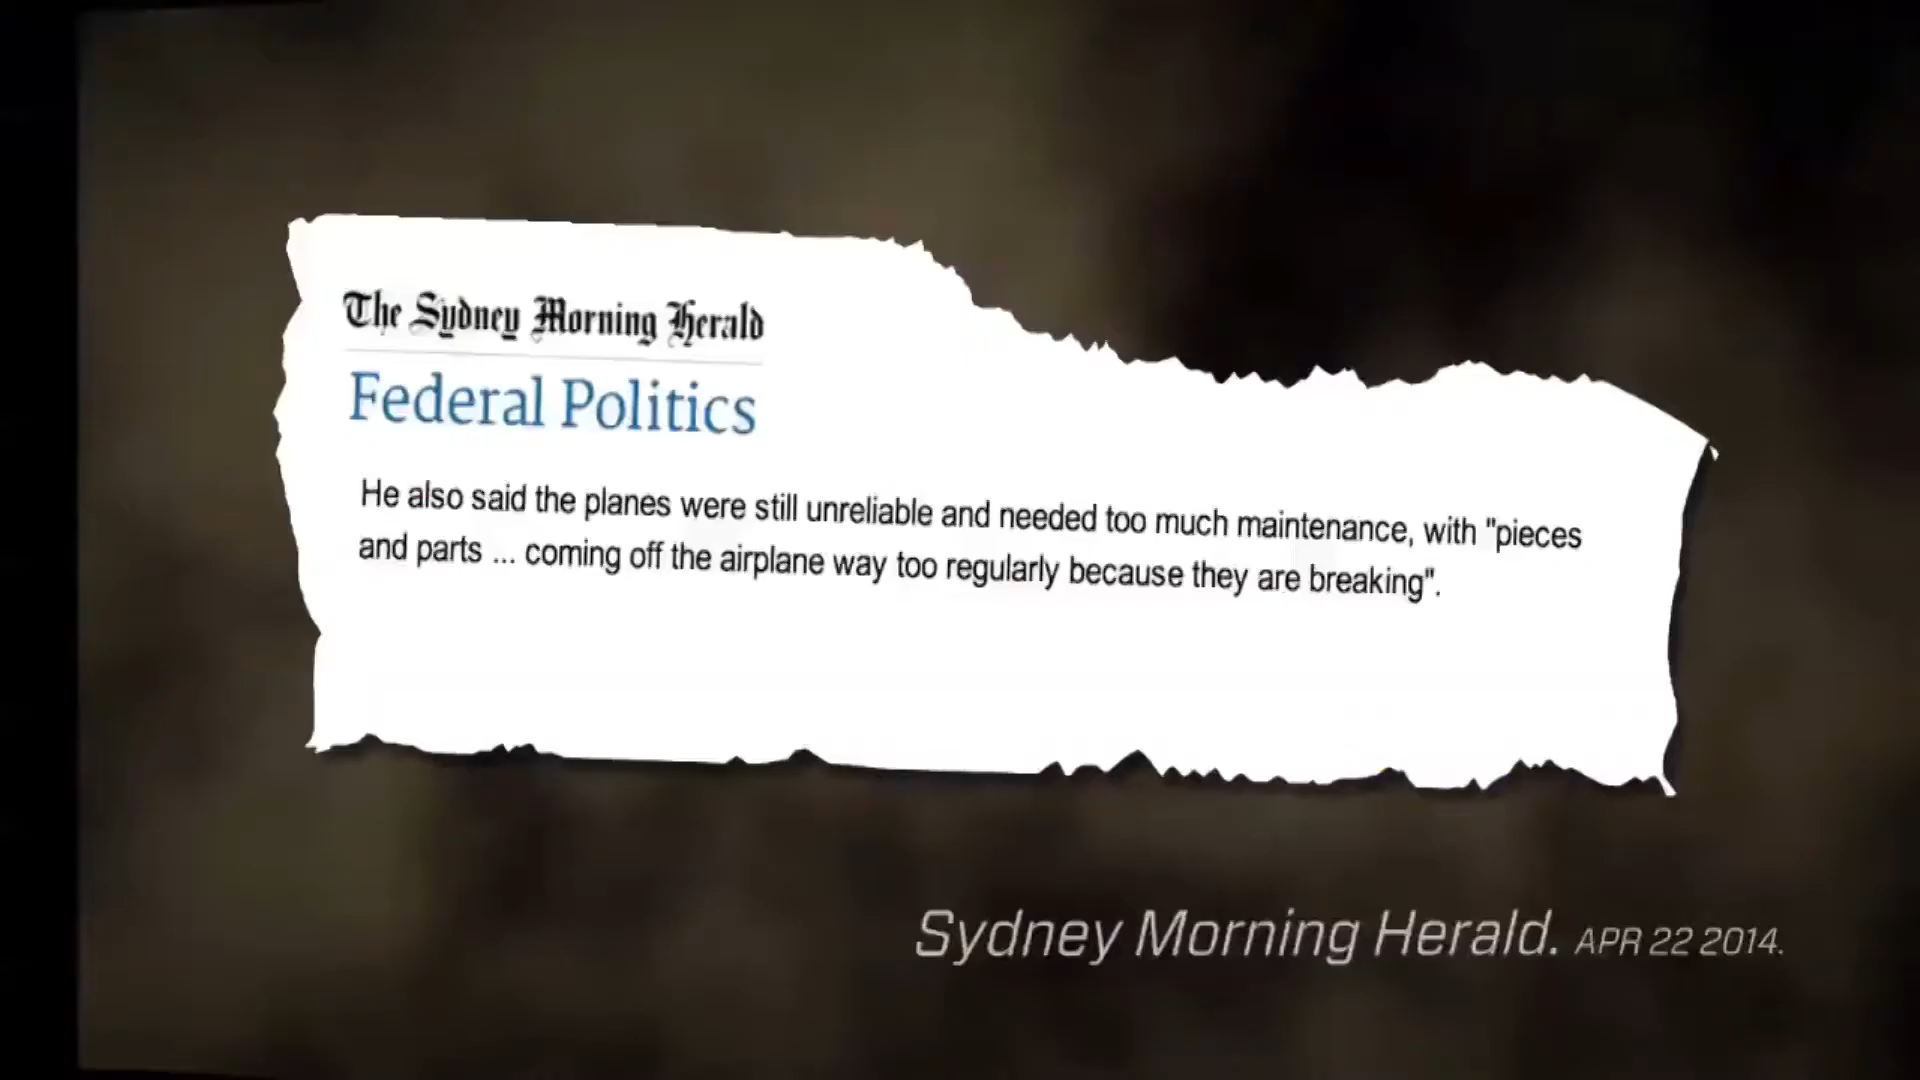 The Sydney Morning Herald
Federal Politics
He also said the planes were still unreliable and needed too much maintenance, with "pieces
and parts ... coming off the airplane way too regularly because they are breaking".
Sydney Morning Herald. APR 22 2014.